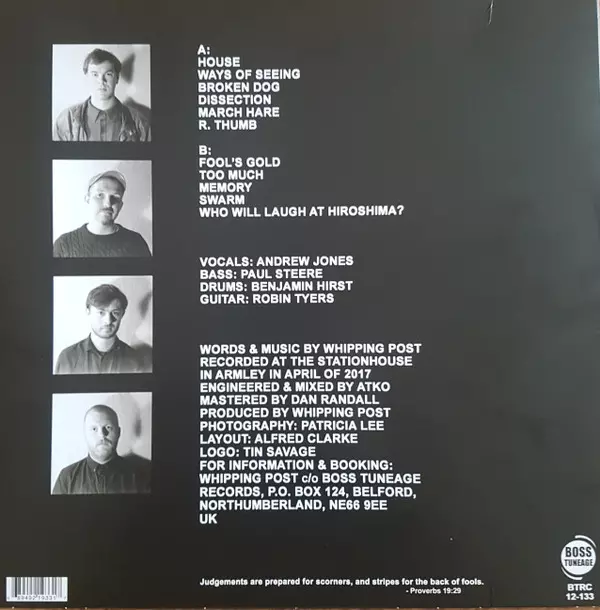 A:
HOUSE
WAYS OF SEEING
BROKEN DOG
DISSECTION
MARCH HARE
R. THUMB
B:
FOOL'S GOLD
TOO MUCH
MEMORY
SWARM
WHO WILL LAUGH AT HIROSHIMA?
VOCALS: ANDREW JONES
BASS: PAUL STEERE
DRUMS: BENJAMIN HIRST
GUITAR: ROBIN TYERS
WORDS & MUSIC BY WHIPPING POST
RECORDED AT THE STATIONHOUSE
IN ARMLEY IN APRIL OF 2017
ENGINEERED & MIXED BY ATKO
MASTERED BY DAN RANDALL
PRODUCED BY WHIPPING POST
PHOTOGRAPHY: PATRICIA LEE
LAYOUT: ALFRED CLARKE
LOGO: TIN SAVAGE
FOR INFORMATION & BOOKING:
WHIPPING POST c/o BOSS TUNEAGE
RECORDS, P.O. BOX 124, BELFORD,
NORTHUMBERLAND, NE66 9EE
UK
Judgements are prepared for scorners, and stripes for the back of fools.
- Proverbs 19:29
BOSS
TUNEAGE
BTRC
12-133